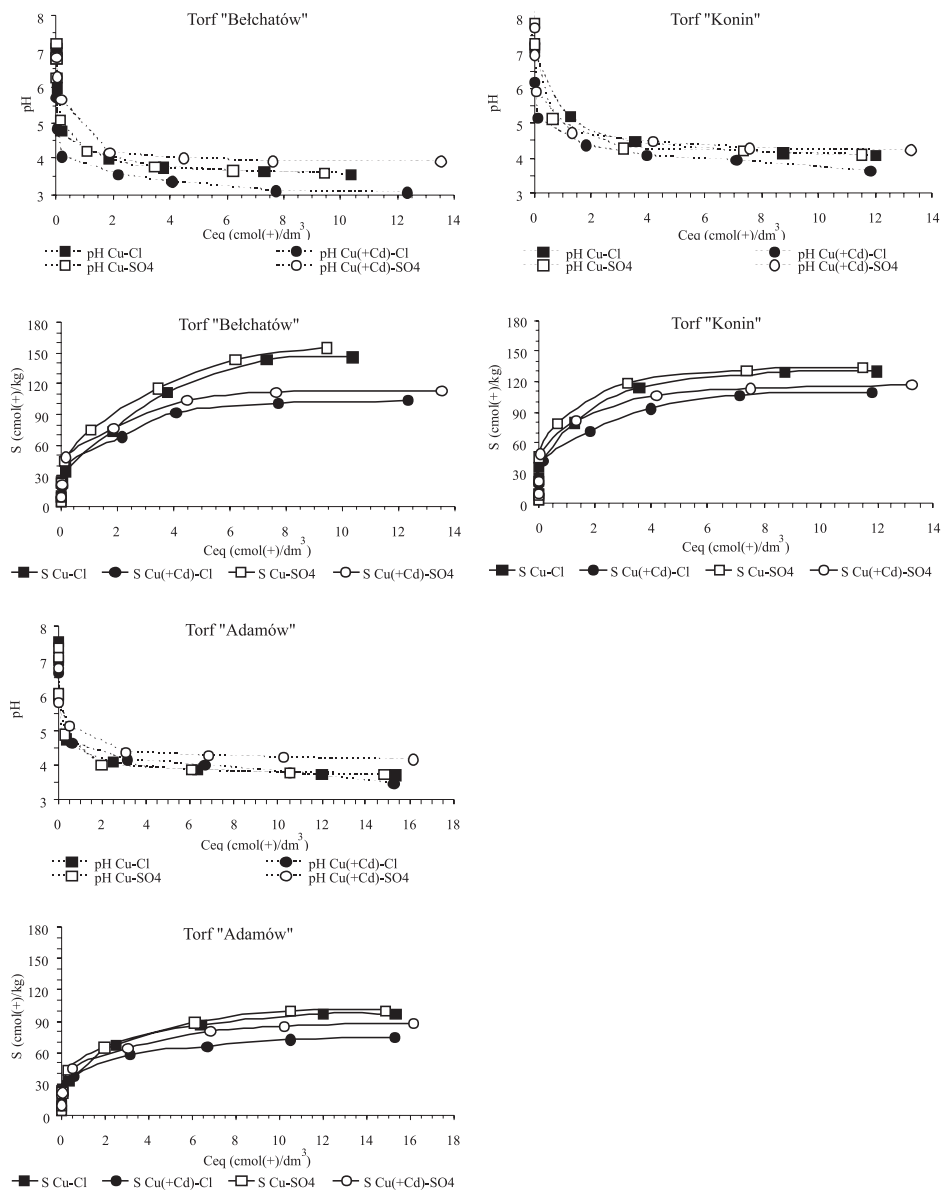 Torf "Bełchatów"
8
7
6
5
4
3
pH
0 2 4 6 8 10 12 14
Ceq (cmol(+)/dm³)
pH Cu-Cl
pH Cu(+Cd)-Cl
pH Cu-SO4
pH Cu(+Cd)-SO4
Torf "Konin"
8
7
6
5
4
3
pH
0 2 4 6 8 10 12 14
Ceq (cmol(+)/dm³)
pH Cu-Cl
pH Cu(+Cd)-Cl
pH Cu-SO4
pH Cu(+Cd)-SO4
Torf "Bełchatów"
180
150
120
90
60
30
0
S (cmol(+)/kg)
0 2 4 6 8 10 12 14
Ceq (cmol(+)/dm³)
S Cu-Cl S Cu(+Cd)-Cl S Cu-SO4 S Cu(+Cd)-SO4
Torf "Konin"
180
150
120
90
60
30
0
S (cmol(+)/kg)
0 2 4 6 8 10 12 14
Ceq (cmol(+)/dm³)
S Cu-Cl S Cu(+Cd)-Cl S Cu-SO4 S Cu(+Cd)-SO4
Torf "Adamów"
8
7
6
5
4
3
pH
0 2 4 6 8 10 12 14 16 18
Ceq (cmol(+)/dm³)
pH Cu-Cl
pH Cu(+Cd)-Cl
pH Cu-SO4
pH Cu(+Cd)-SO4
Torf "Adamów"
180
150
120
90
60
30
0
S (cmol(+)/kg)
0 2 4 6 8 10 12 14 16 18
Ceq (cmol(+)/dm³)
S Cu-Cl S Cu(+Cd)-Cl S Cu-SO4 S Cu(+Cd)-SO4